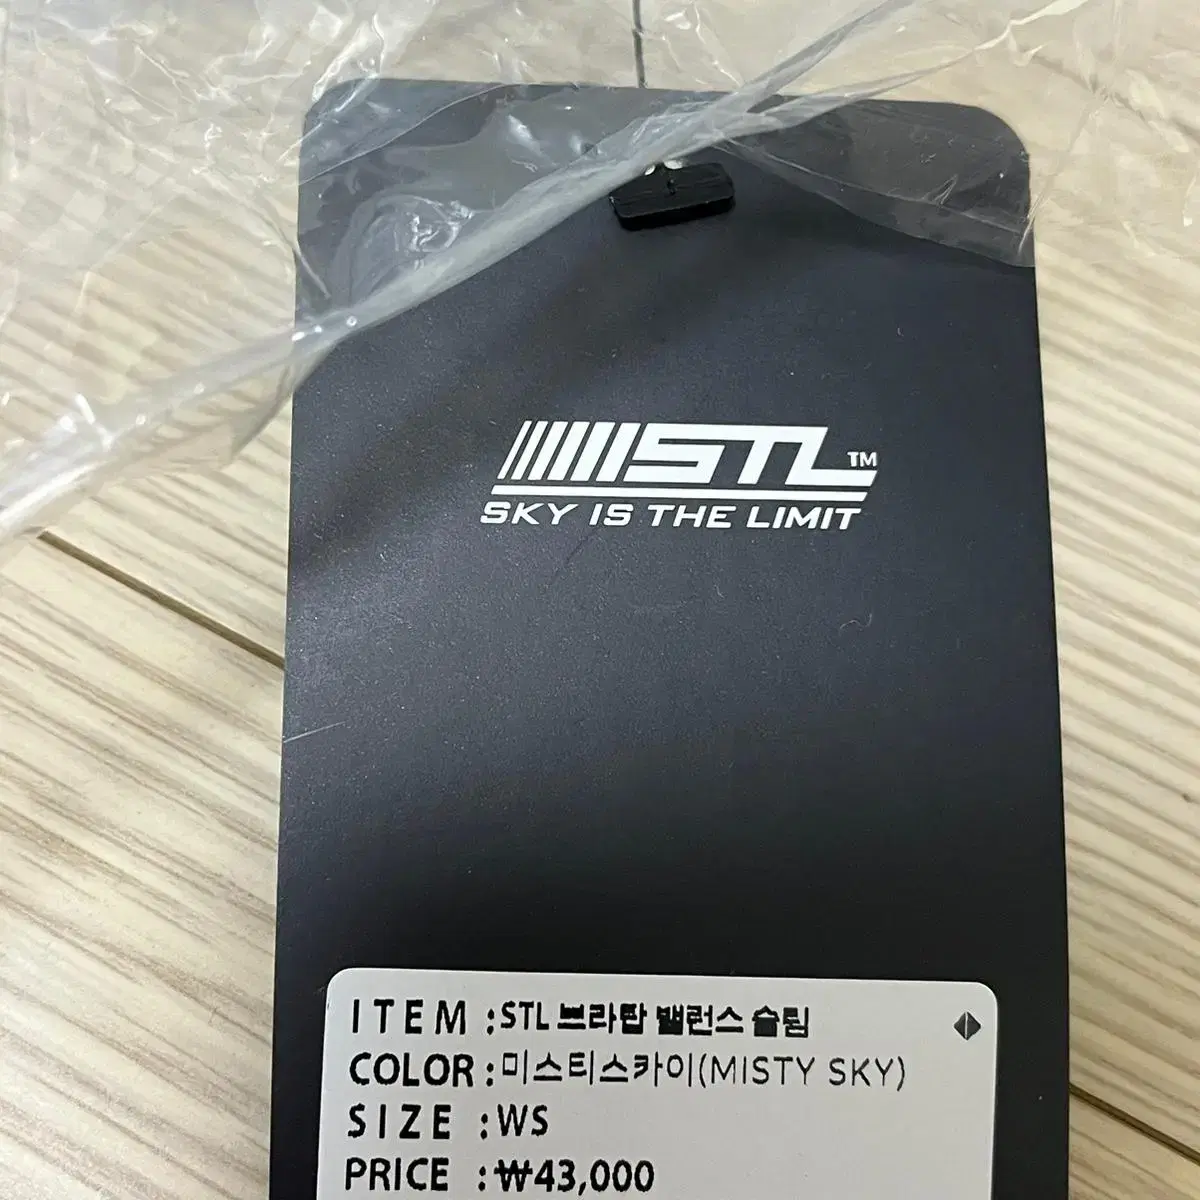 STL™
SKY IS THE LIMIT
ITEM :STL 브라탑 밸런스 슬림
COLOR:미스티스카이(MISTY SKY)
SIZE :WS
PRICE :₩43,000